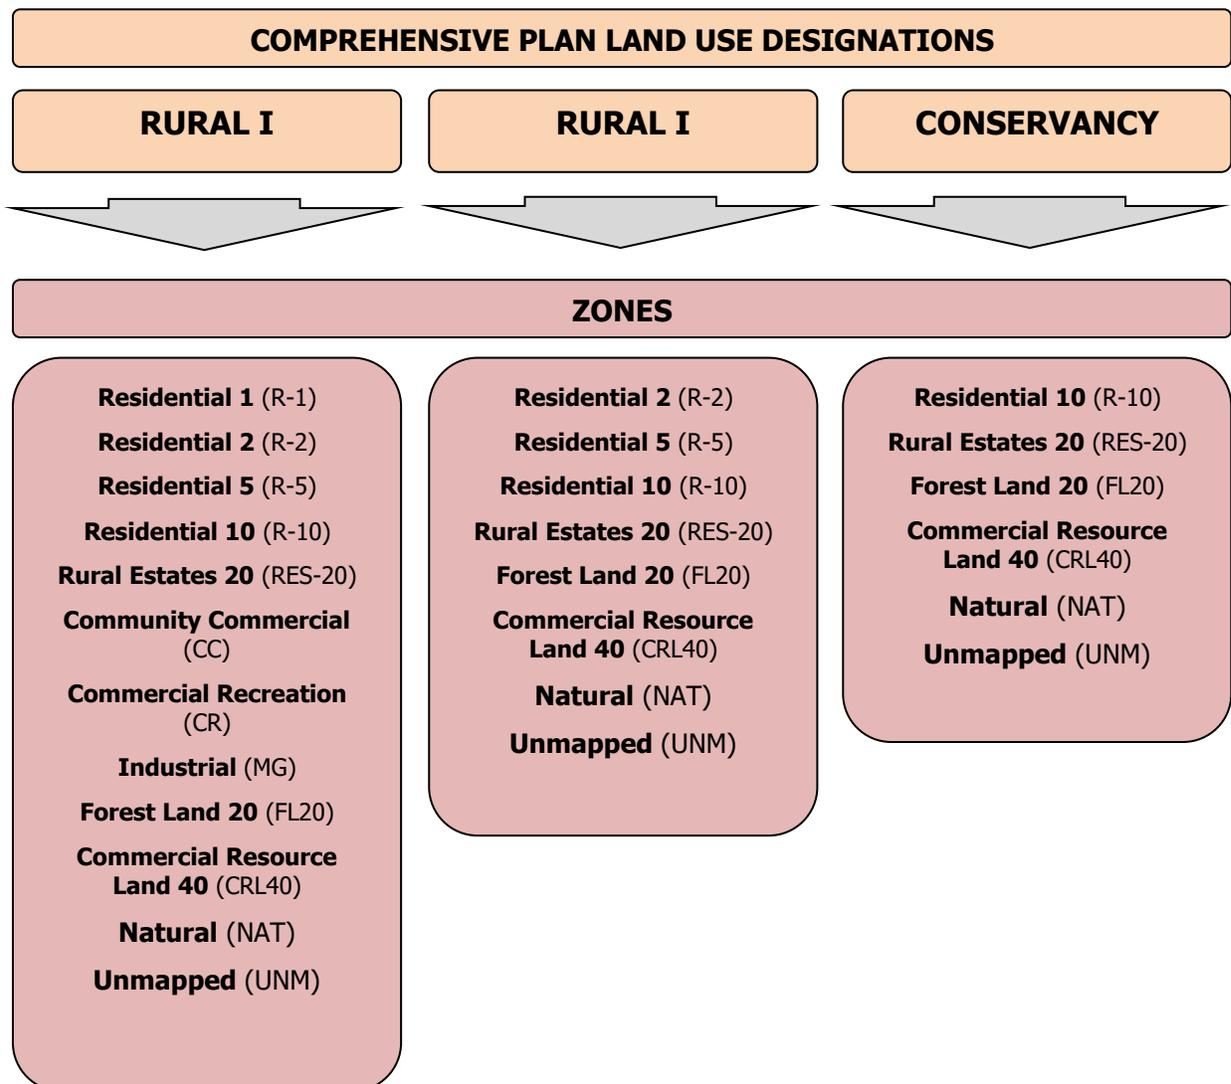 COMPREHENSIVE PLAN LAND USE DESIGNATIONS
RURAL I
RURAL I
CONSERVANCY
ZONES
Residential 1 (R-1)
Residential 2 (R-2)
Residential 5 (R-5)
Residential 10 (R-10)
Rural Estates 20 (RES-20)
Community Commercial
(CC)
Commercial Recreation
(CR)
Industrial (MG)
Forest Land 20 (FL20)
Commercial Resource
Land 40 (CRL40)
Natural (NAT)
Unmapped (UNM)
Residential 2 (R-2)
Residential 5 (R-5)
Residential 10 (R-10)
Rural Estates 20 (RES-20)
Forest Land 20 (FL20)
Commercial Resource
Land 40 (CRL40)
Natural (NAT)
Unmapped (UNM)
Residential 10 (R-10)
Rural Estates 20 (RES-20)
Forest Land 20 (FL20)
Commercial Resource
Land 40 (CRL40)
Natural (NAT)
Unmapped (UNM)